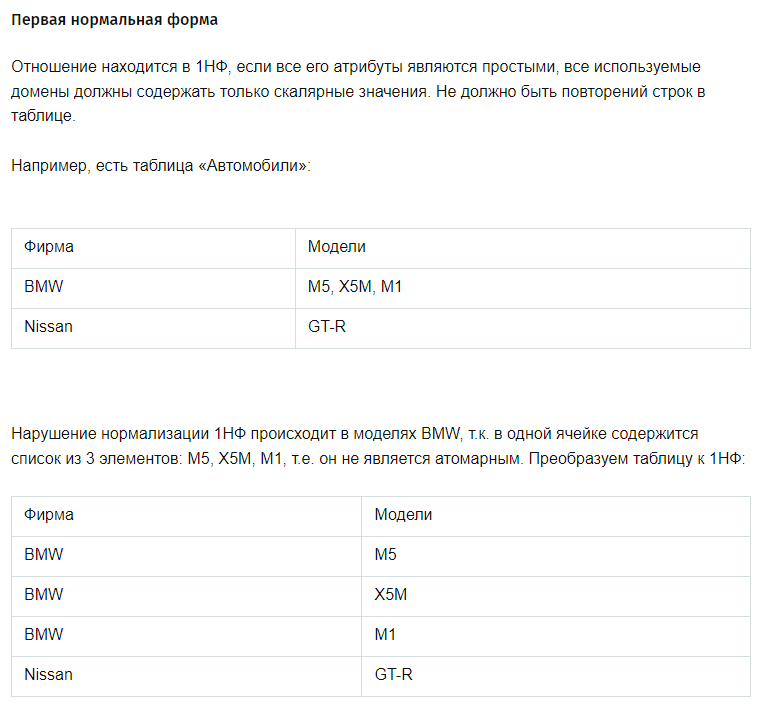 Первая нормальная форма
Отношение находится в 1НФ, если все его атрибуты являются простыми, все используемые
домены должны содержать только скалярные значения. Не должно быть повторений строк в
таблице.
Например, есть таблица «Автомобили»:
Фирма Модели
BMW M5, X5M, M1
Nissan GT-R
Нарушение нормализации 1НФ происходит в моделях BMW, т.к. в одной ячейке содержится
список из 3 элементов: M5, X5M, M1, т.е. он не является атомарным. Преобразуем таблицу к 1НФ:
Фирма Модели
BMW M5
BMW X5M
BMW M1
Nissan GT-R